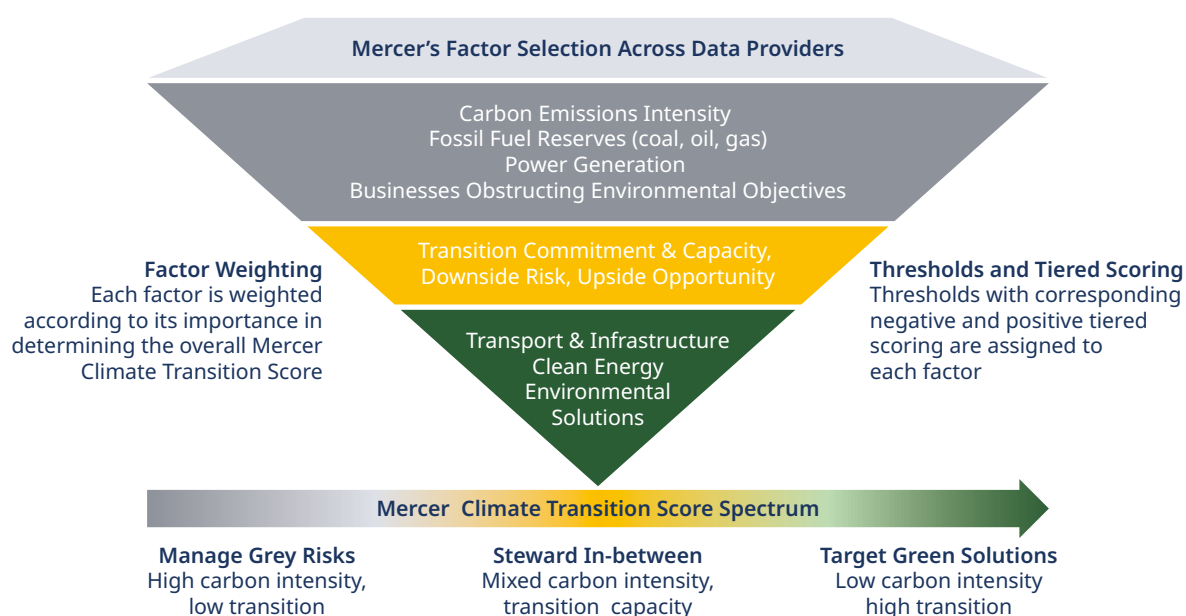 Mercer's Factor Selection Across Data Providers
Carbon Emissions Intensity
Fossil Fuel Reserves (coal, oil, gas)
Power Generation
Businesses Obstructing Environmental Objectives
Transition Commitment & Capacity,
Downside Risk, Upside Opportunity
Factor Weighting
Each factor is weighted
according to its importance in
determining the overall Mercer
Climate Transition Score
Thresholds and Tiered Scoring
Thresholds with corresponding
negative and positive tiered
scoring are assigned to
each factor
Transport & Infrastructure
Clean Energy
Environmental
Solutions
Mercer Climate Transition Score Spectrum
Manage Grey Risks
High carbon intensity,
low transition
Steward In-between
Mixed carbon intensity,
transition capacity
Target Green Solutions
Low carbon intensity
high transition